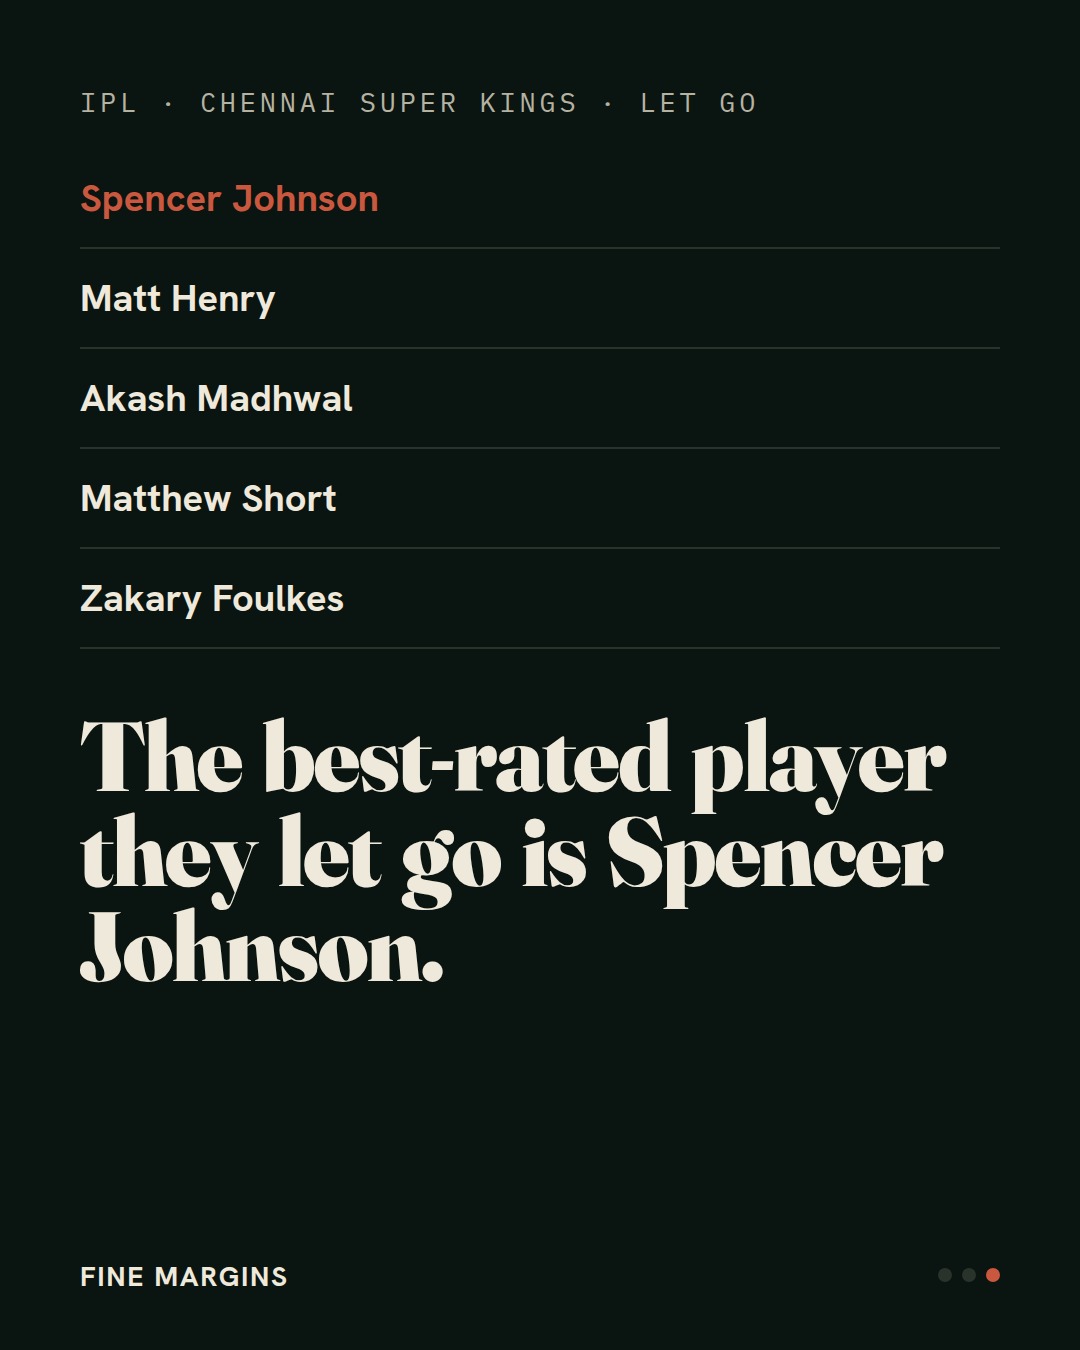 IPL · CHENNAI SUPER KINGS · LET GO
Spencer Johnson
Matt Henry
Akash Madhwal
Matthew Short
Zakary Foulkes
The best-rated player
they let go is Spencer
Johnson.
FINE MARGINS